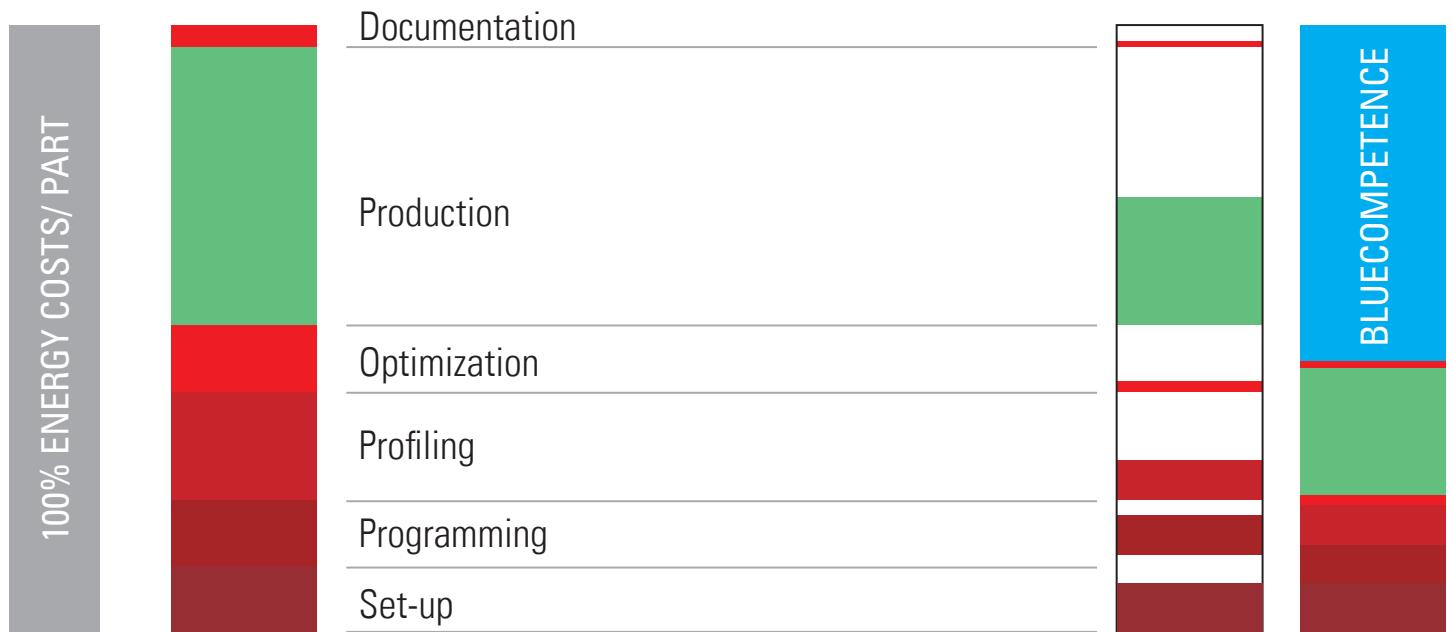 100% ENERGY COSTS/ PART
Documentation
Production
Optimization
Profiling
Programming
Set-up
BLUECOMPETENCE